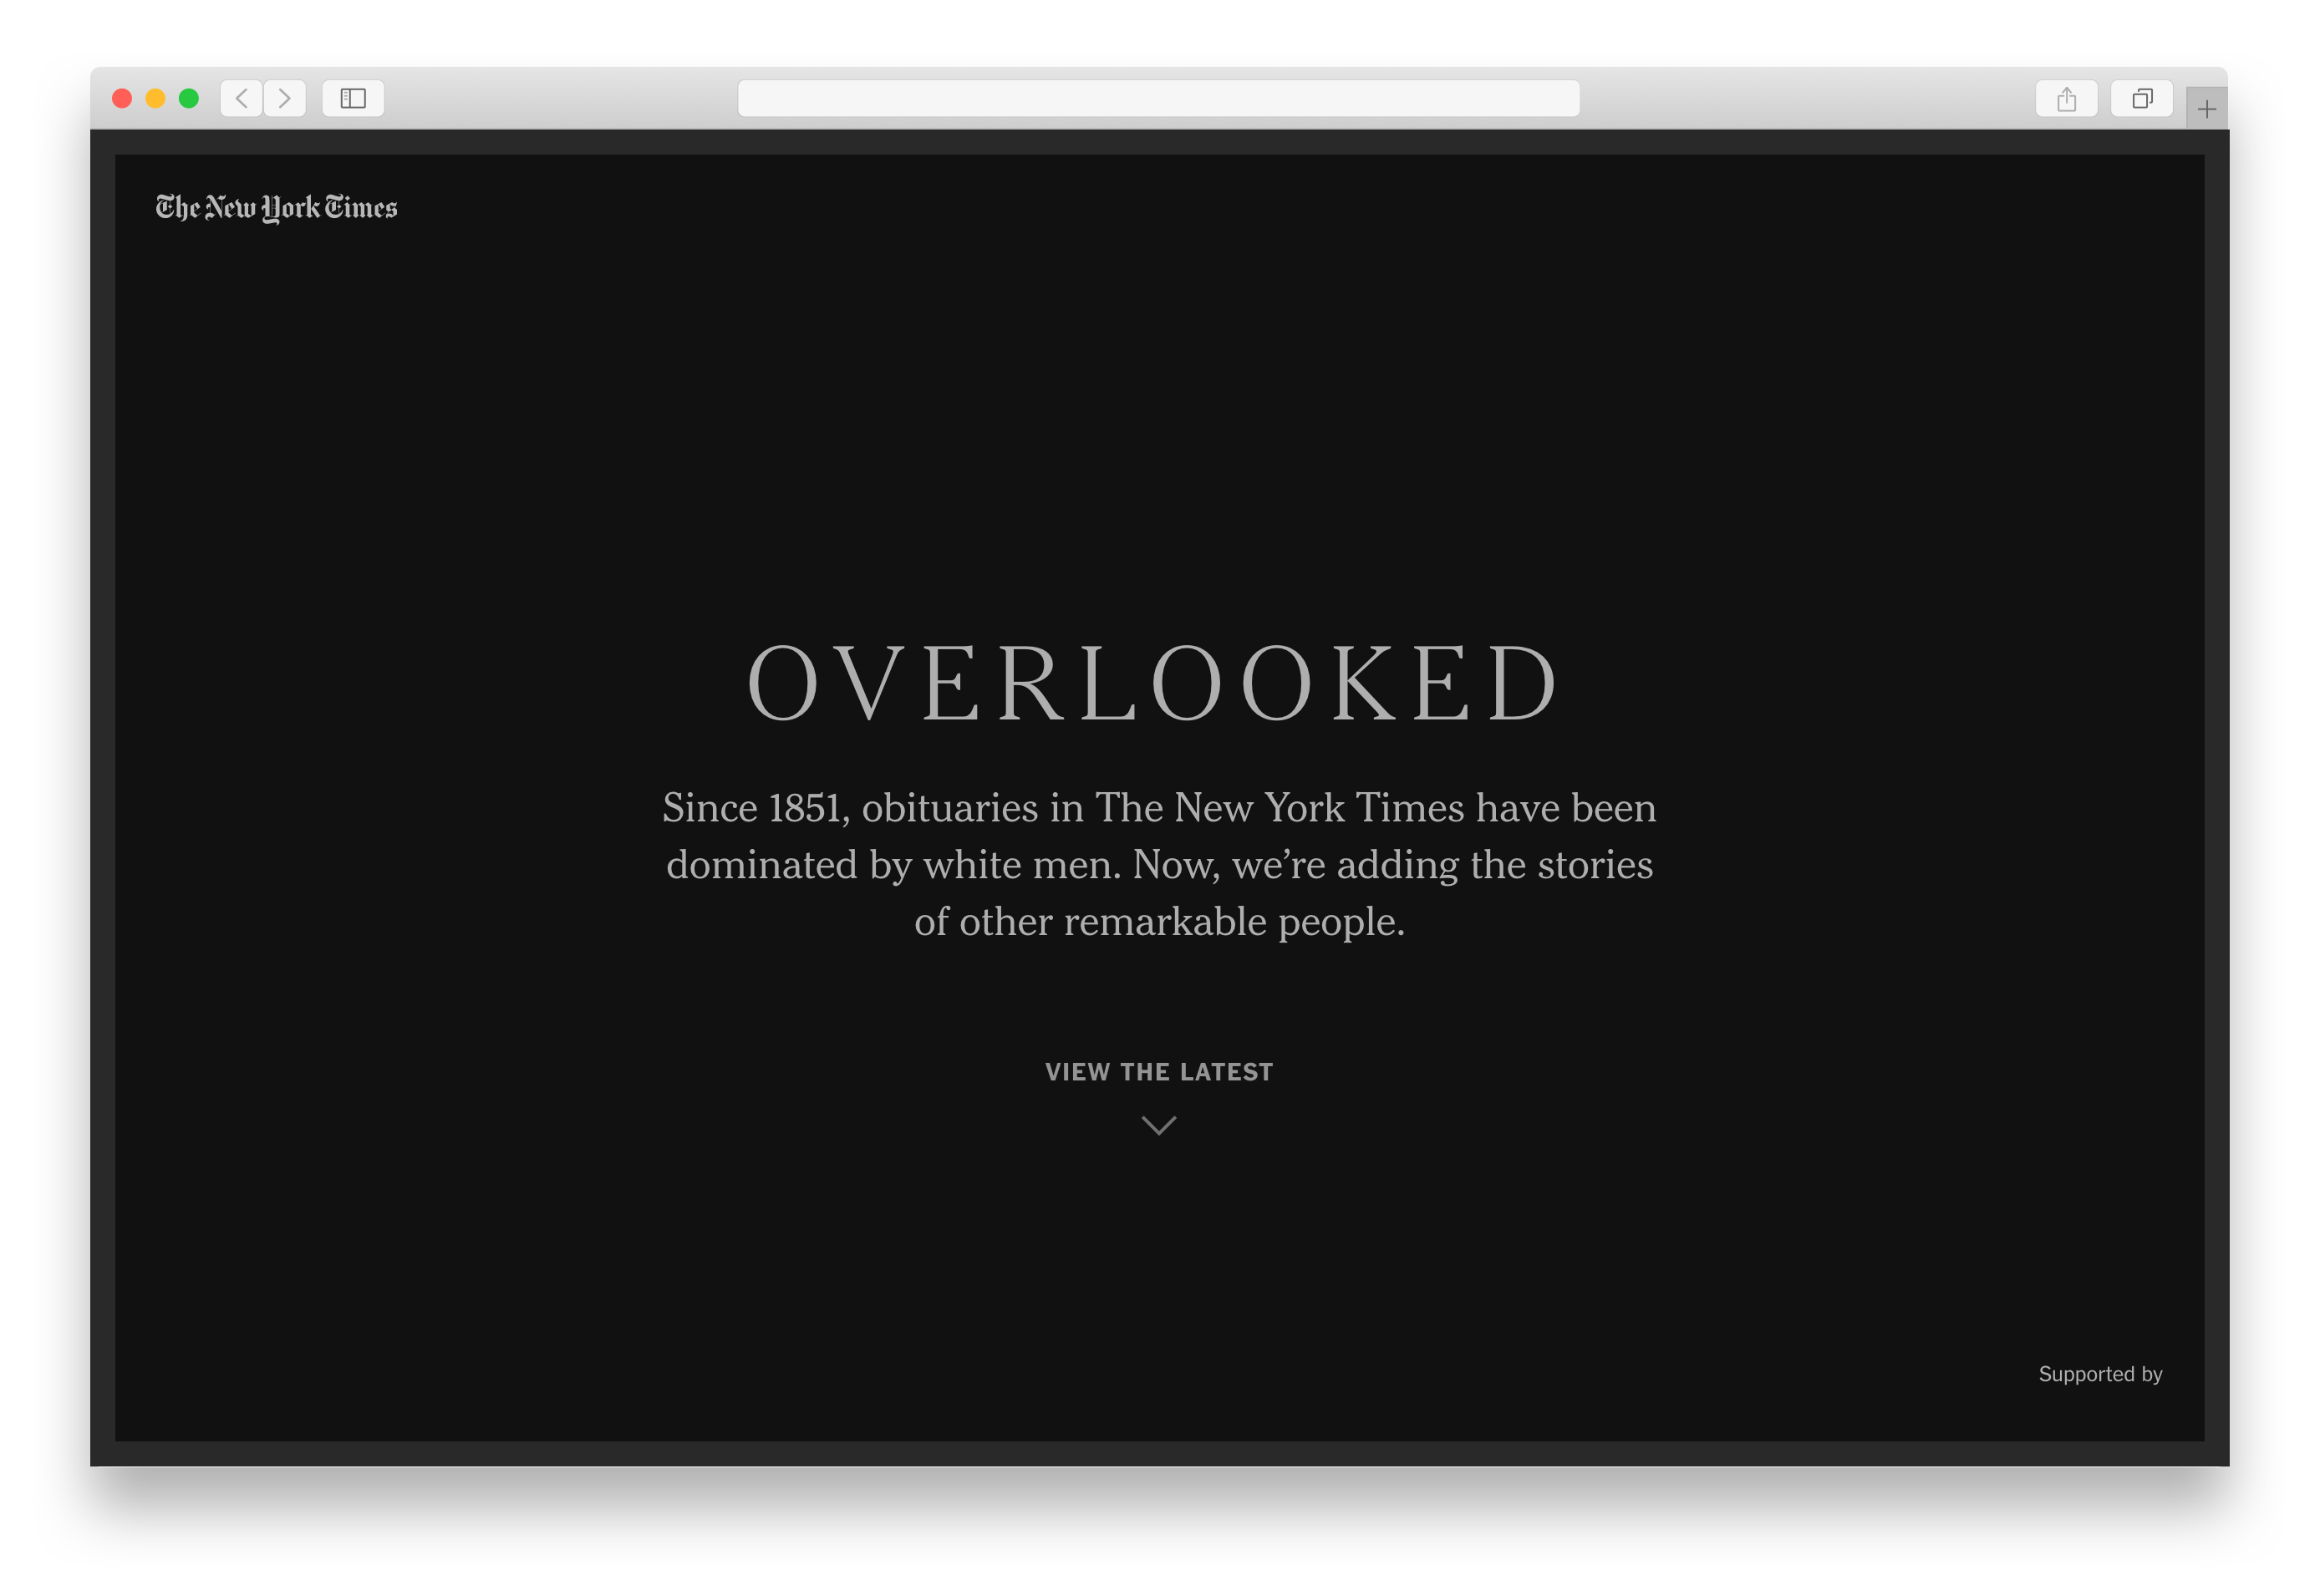 The New York Times
OVERLOOKED
Since 1851, obituaries in The New York Times have been
dominated by white men. Now, we’re adding the stories
of other remarkable people.
VIEW THE LATEST
Supported by